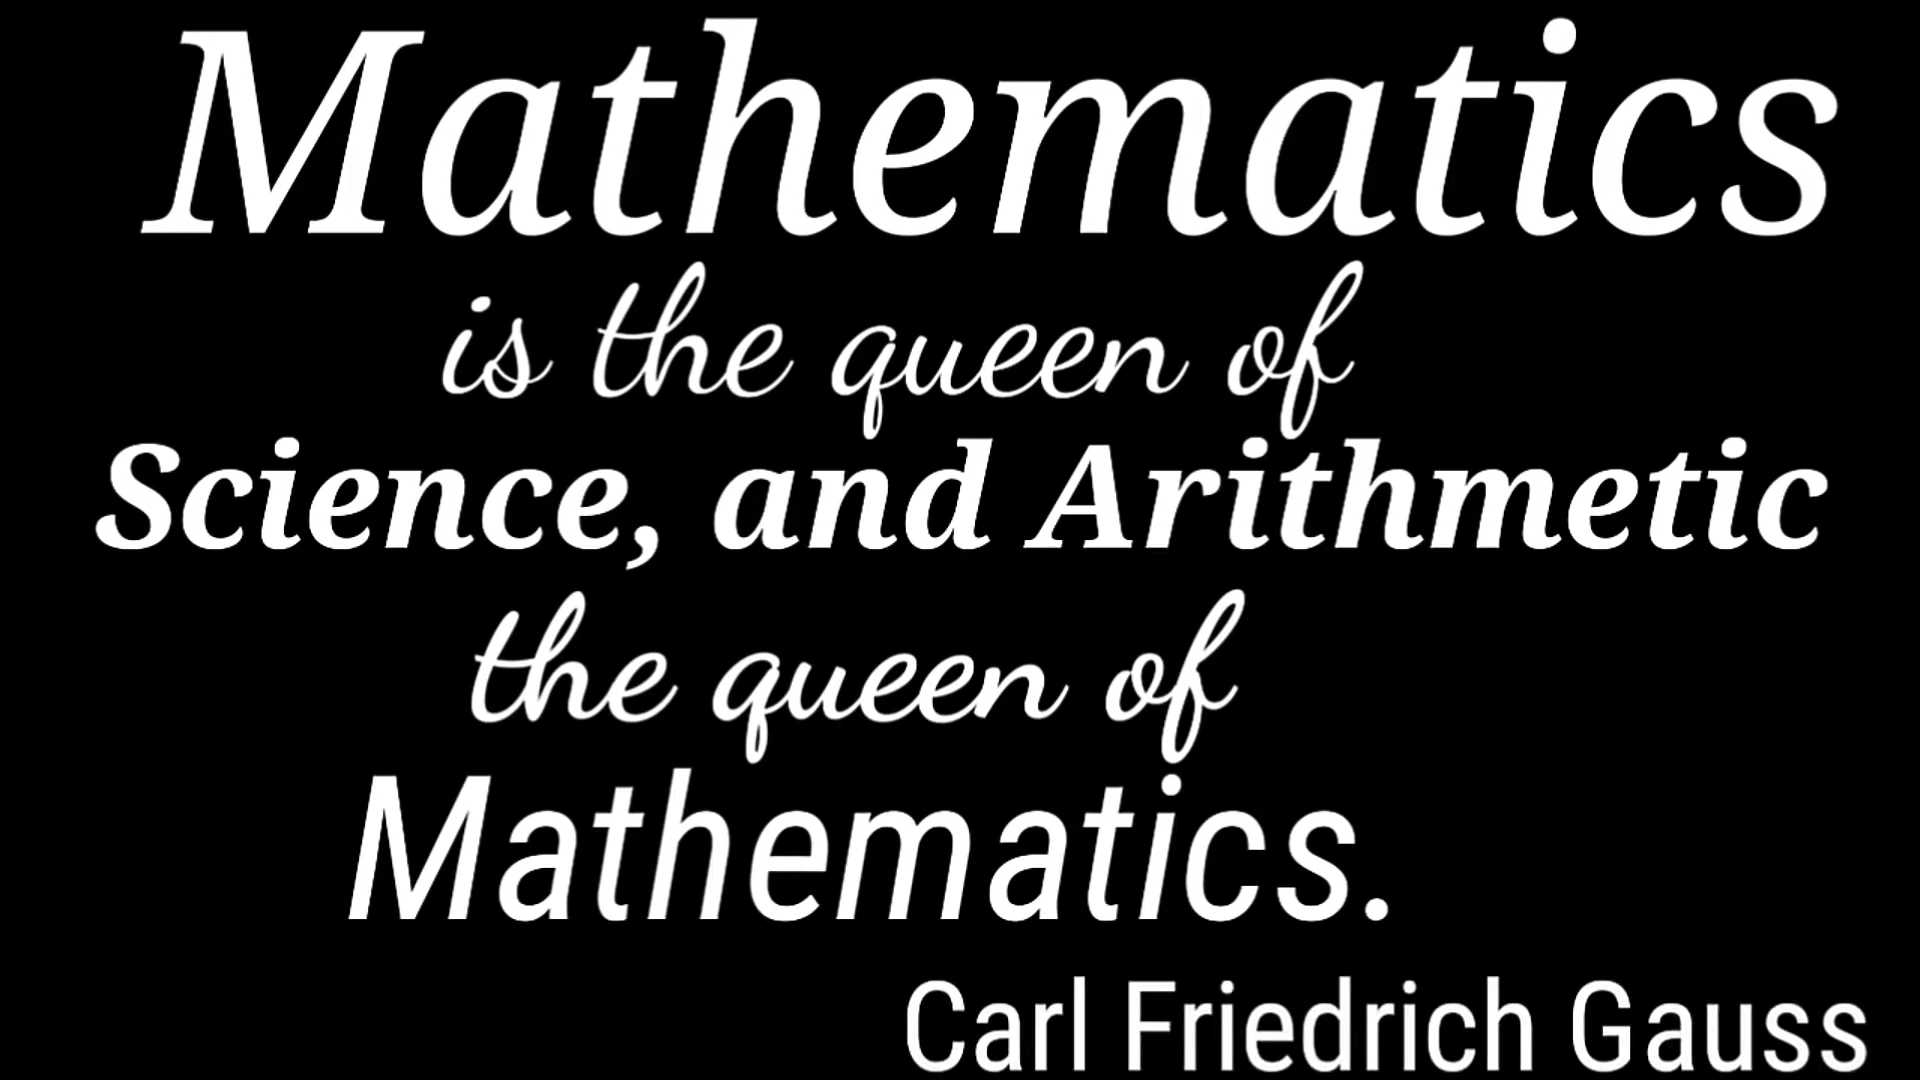 Mathematics
is the queen of
Science, and Arithmetic
the queen of
Mathematics.
Carl Friedrich Gauss